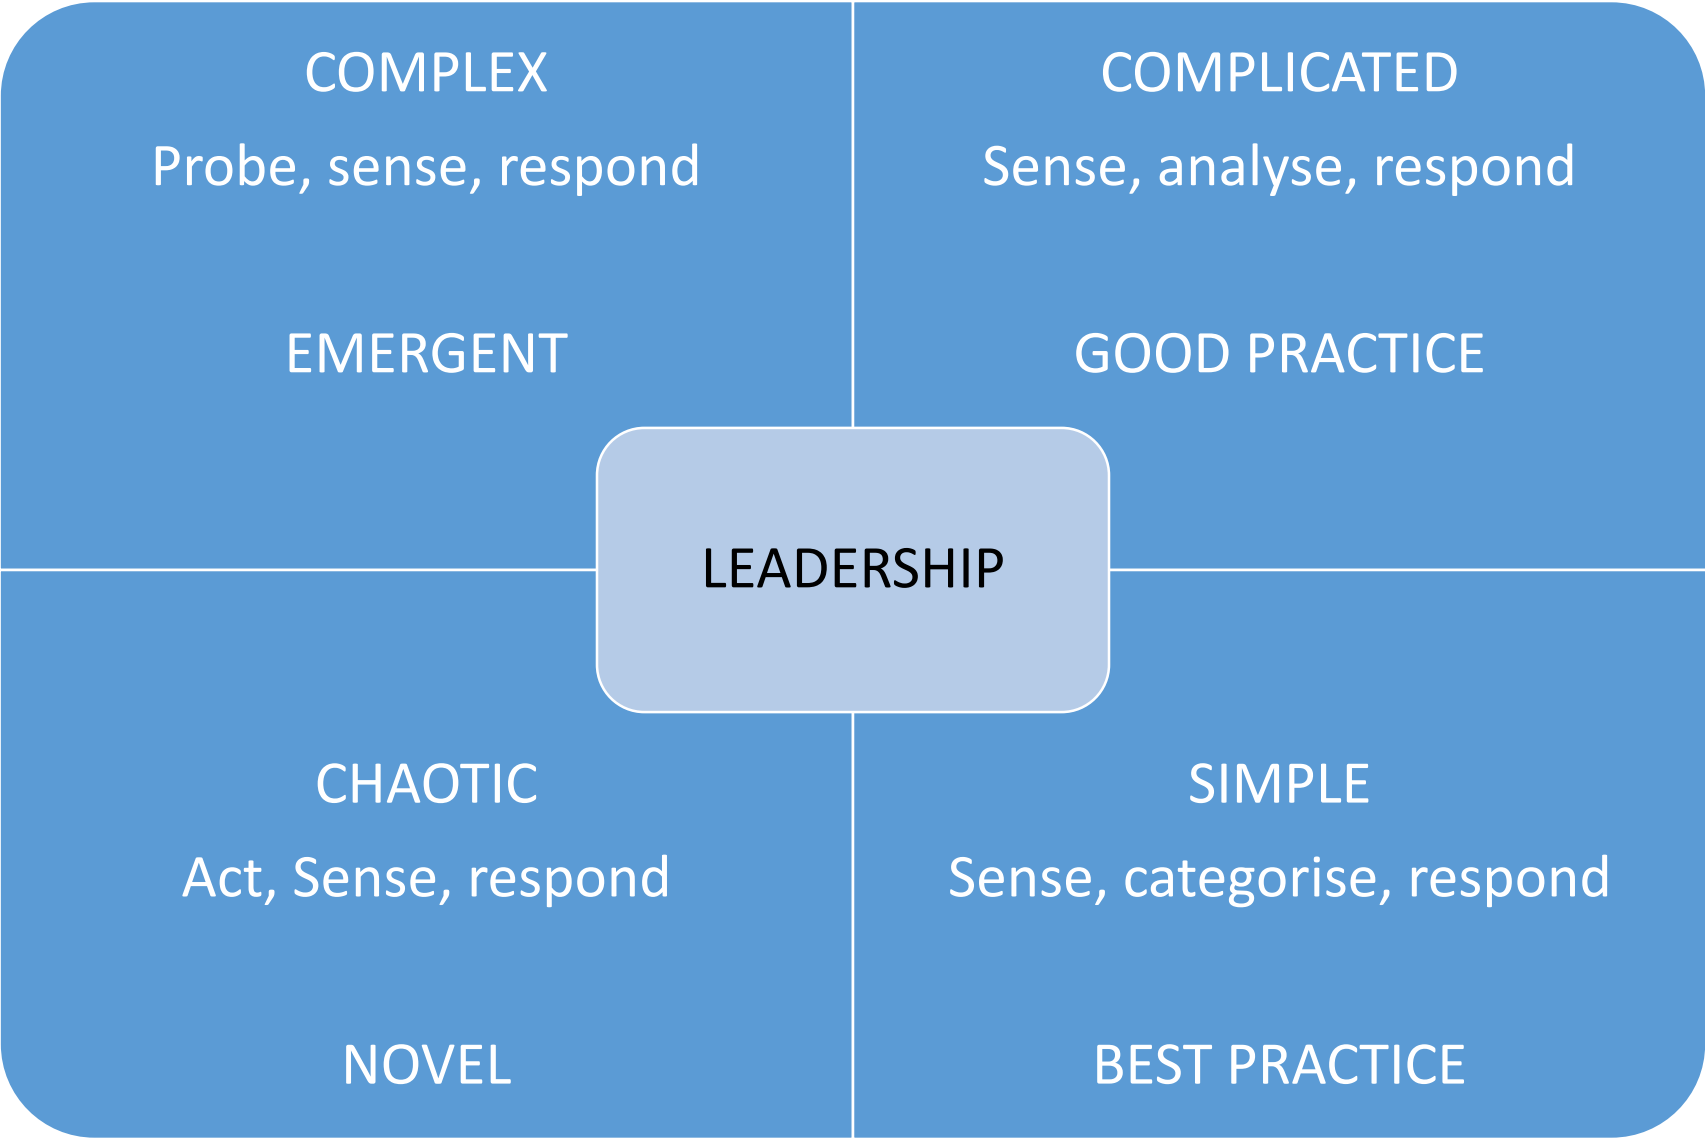 COMPLEX
Probe, sense, respond
EMERGENT
COMPLICATED
Sense, analyse, respond
GOOD PRACTICE
LEADERSHIP
CHAOTIC
Act, Sense, respond
NOVEL
SIMPLE
Sense, categorise, respond
BEST PRACTICE